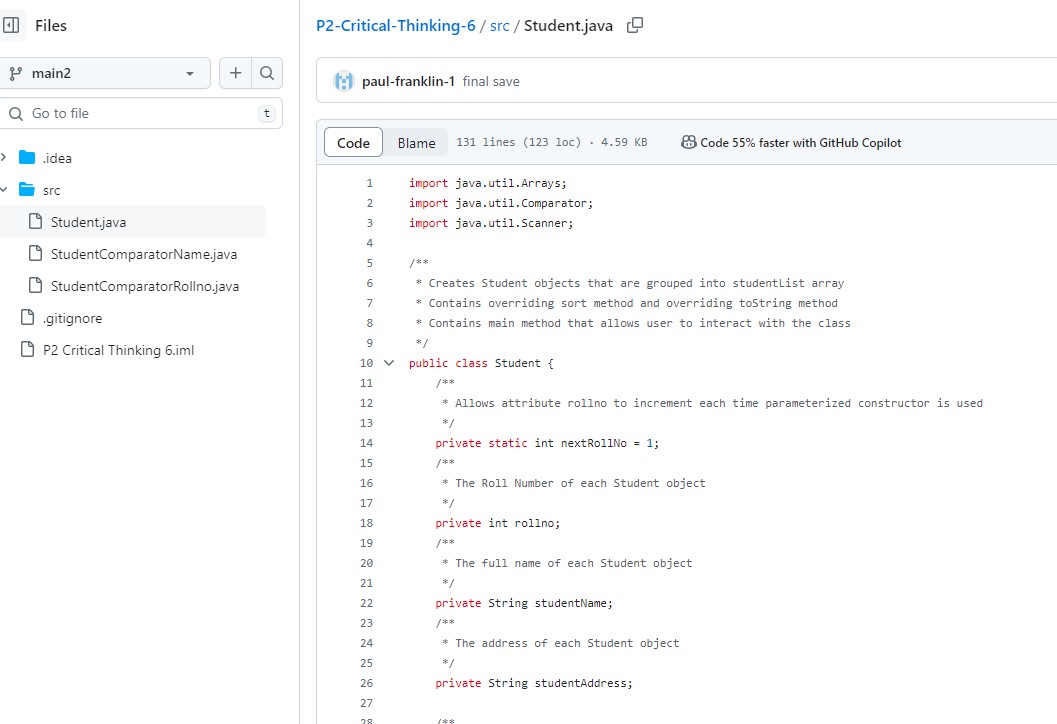 Files
main2
Go to file
t
.idea
src
Student.java
StudentComparatorName.java
StudentComparatorRollno.java
.gitignore
P2 Critical Thinking 6.iml
P2-Critical-Thinking-6 / src / Student.java
paul-franklin-1 final save
Code Blame 131 lines (123 loc) · 4.59 KB Code 55% faster with GitHub Copilot
1 import java.util.Arrays;
2 import java.util.Comparator;
3 import java.util.Scanner;
4
5 /**
6 * Creates Student objects that are grouped into studentList array
7 * Contains overriding sort method and overriding toString method
8 * Contains main method that allows user to interact with the class
9 */
10 public class Student {
11 /**
12 * Allows attribute rollno to increment each time parameterized constructor is used
13 */
14 private static int nextRollNo = 1;
15 /**
16 * The Roll Number of each Student object
17 */
18 private int rollno;
19 /**
20 * The full name of each Student object
21 */
22 private String studentName;
23 /**
24 * The address of each Student object
25 */
26 private String studentAddress;
27
28 /**